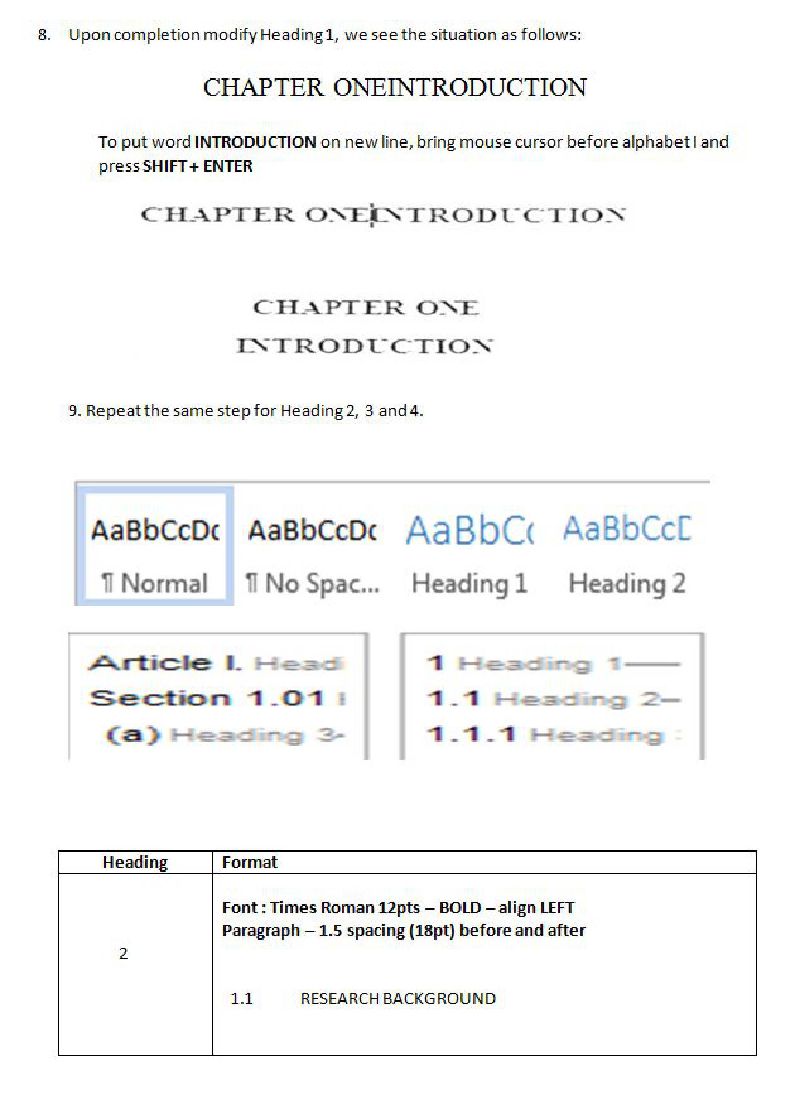 8. Upon completion modify Heading 1, we see the situation as follows:
CHAPTER ONEINTRODUCTION
To put word INTRODUCTION on new line, bring mouse cursor before alphabet I and
press SHIFT + ENTER
CHAPTER ONEINTRODUCTION
CHAPTER ONE
INTRODUCTION
9. Repeat the same step for Heading 2, 3 and 4.
AaBbCcDc AaBbCcDc AaBbC( AaBbCcD
¶ Normal ¶ No Spac... Heading 1 Heading 2
Article I. Head 1 Heading 1
Section 1.01 1.1 Heading 2
(a) Heading 3 1.1.1 Heading
Heading Format
Font : Times Roman 12pts – BOLD – align LEFT
Paragraph – 1.5 spacing (18pt) before and after
2
1.1 RESEARCH BACKGROUND